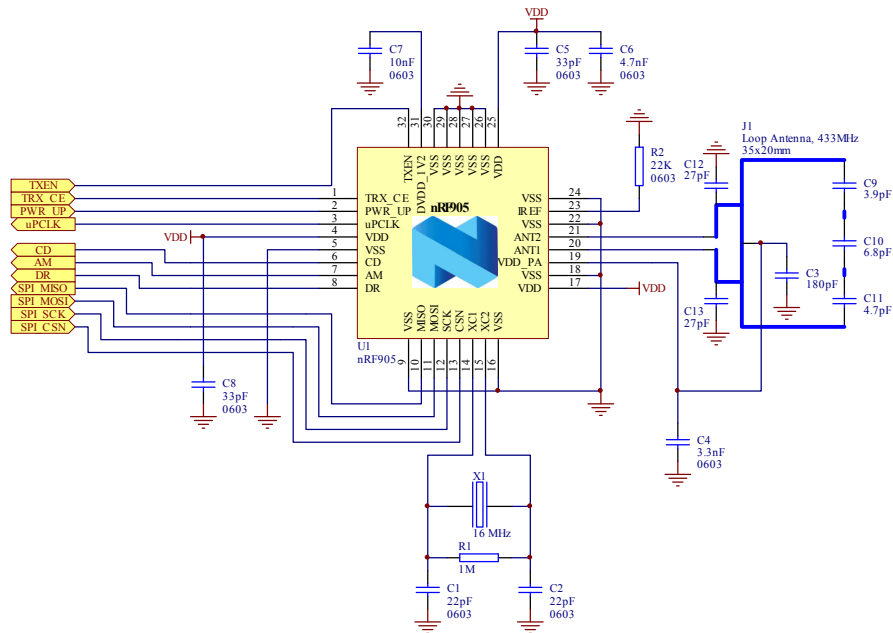 VDD
C7
10nF
0603
C5
33pF
0603
C6
4.7nF
0603
32
31
30
29
28
27
26
25
TXEN
DVDD_1V2
VSS
VSS
VSS
VSS
VSS
VDD
R2
22K
0603
J1
Loop Antenna, 433MHz
35x20mm
C12
27pF
C9
3.9pF
C10
6.8pF
C11
4.7pF
C3
180pF
C13
27pF
TXEN
TRX_CE
PWR_UP
uPCLK
CD
AM
DR
SPI_MISO
SPI_MOSI
SPI_SCK
SPI_CSN
VDD
1
2
3
4
5
6
7
8
TRX_CE
PWR_UP
uPCLK
VDD
VSS
CD
AM
DR
nRF905
VSS
IREF
VSS
ANT2
ANT1
VDD_PA
VSS
VDD
24
23
22
21
20
19
18
17
VDD
VSS
MISO
MOSI
SCK
CSN
XC1
XC2
VSS
U1
nRF905
9
10
11
12
13
14
15
16
C8
33pF
0603
C4
3.3nF
0603
X1
16 MHz
R1
1M
C1
22pF
0603
C2
22pF
0603